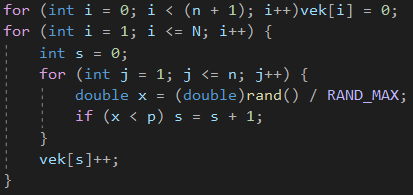 for (int i = 0; i < (n + 1); i++)vek[i] = 0;
for (int i = 1; i <= N; i++) {
    int s = 0;
    for (int j = 1; j <= n; j++) {
        double x = (double)rand() / RAND_MAX;
        if (x < p) s = s + 1;
    }
    vek[s]++;
}